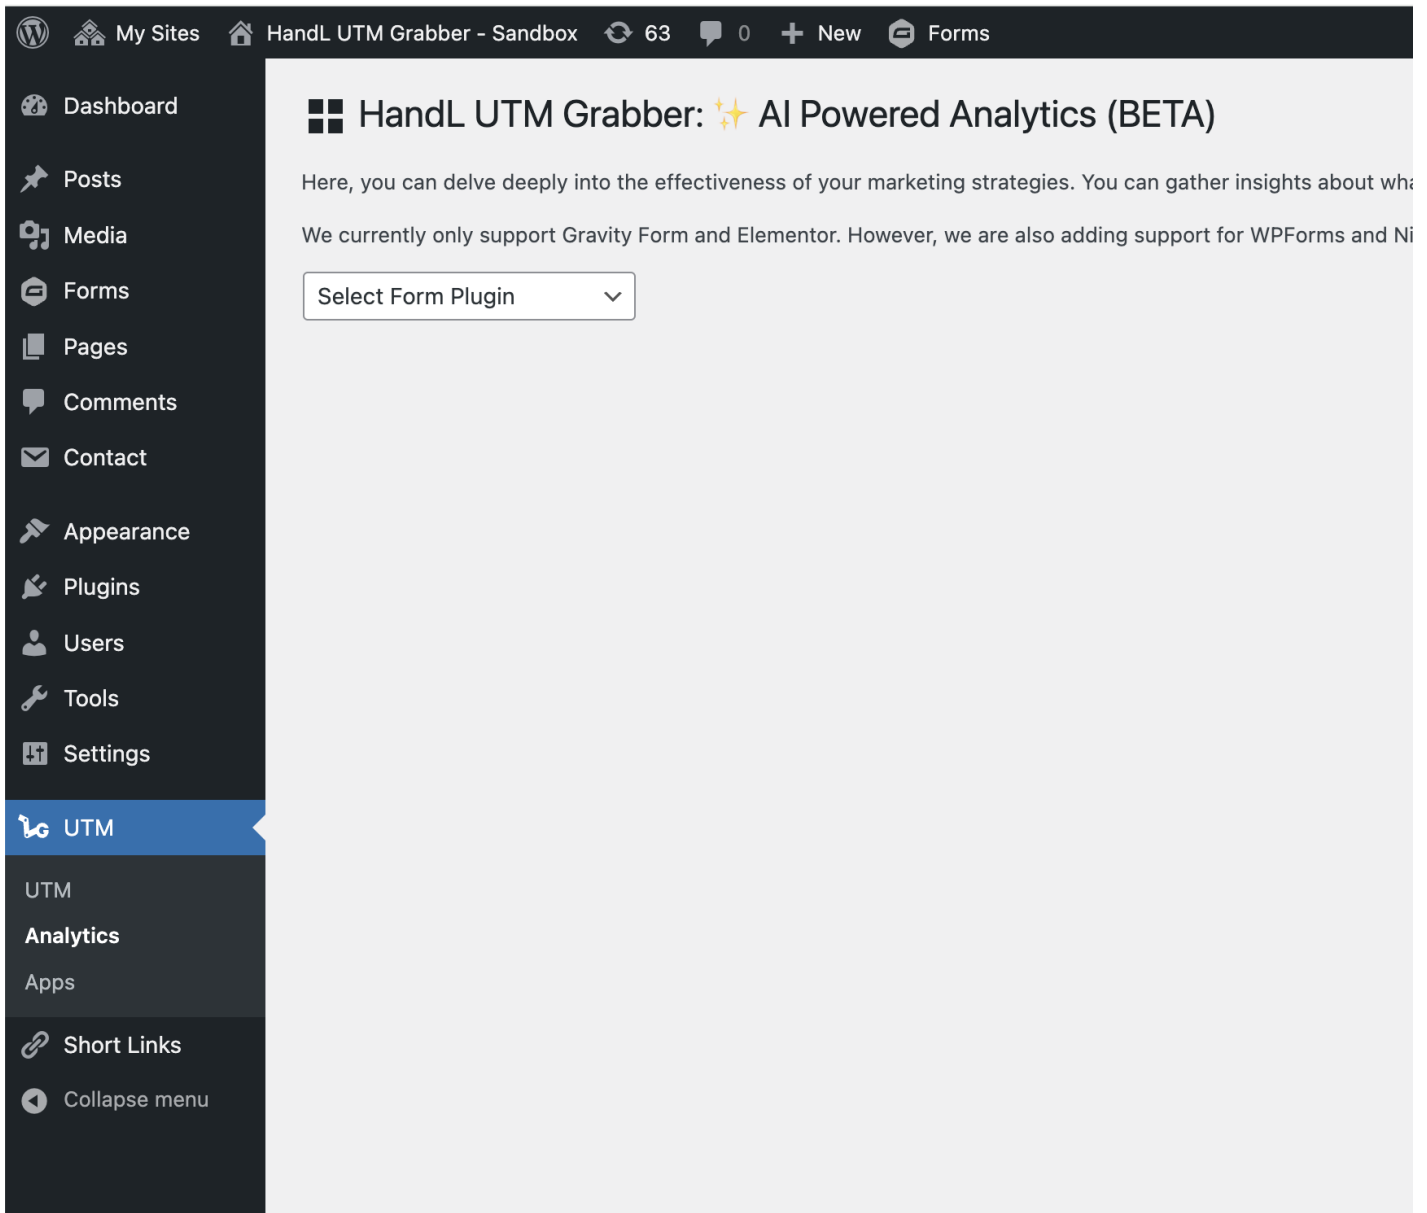 My Sites HandL UTM Grabber - Sandbox 63 0 New Forms
Dashboard
Posts
Media
Forms
Pages
Comments
Contact
Appearance
Plugins
Users
Tools
Settings
UTM
UTM
Analytics
Apps
Short Links
Collapse menu
HandL UTM Grabber: ✨ AI Powered Analytics (BETA)
Here, you can delve deeply into the effectiveness of your marketing strategies. You can gather insights about
We currently only support Gravity Form and Elementor. However, we are also adding support for WPForms and
Select Form Plugin